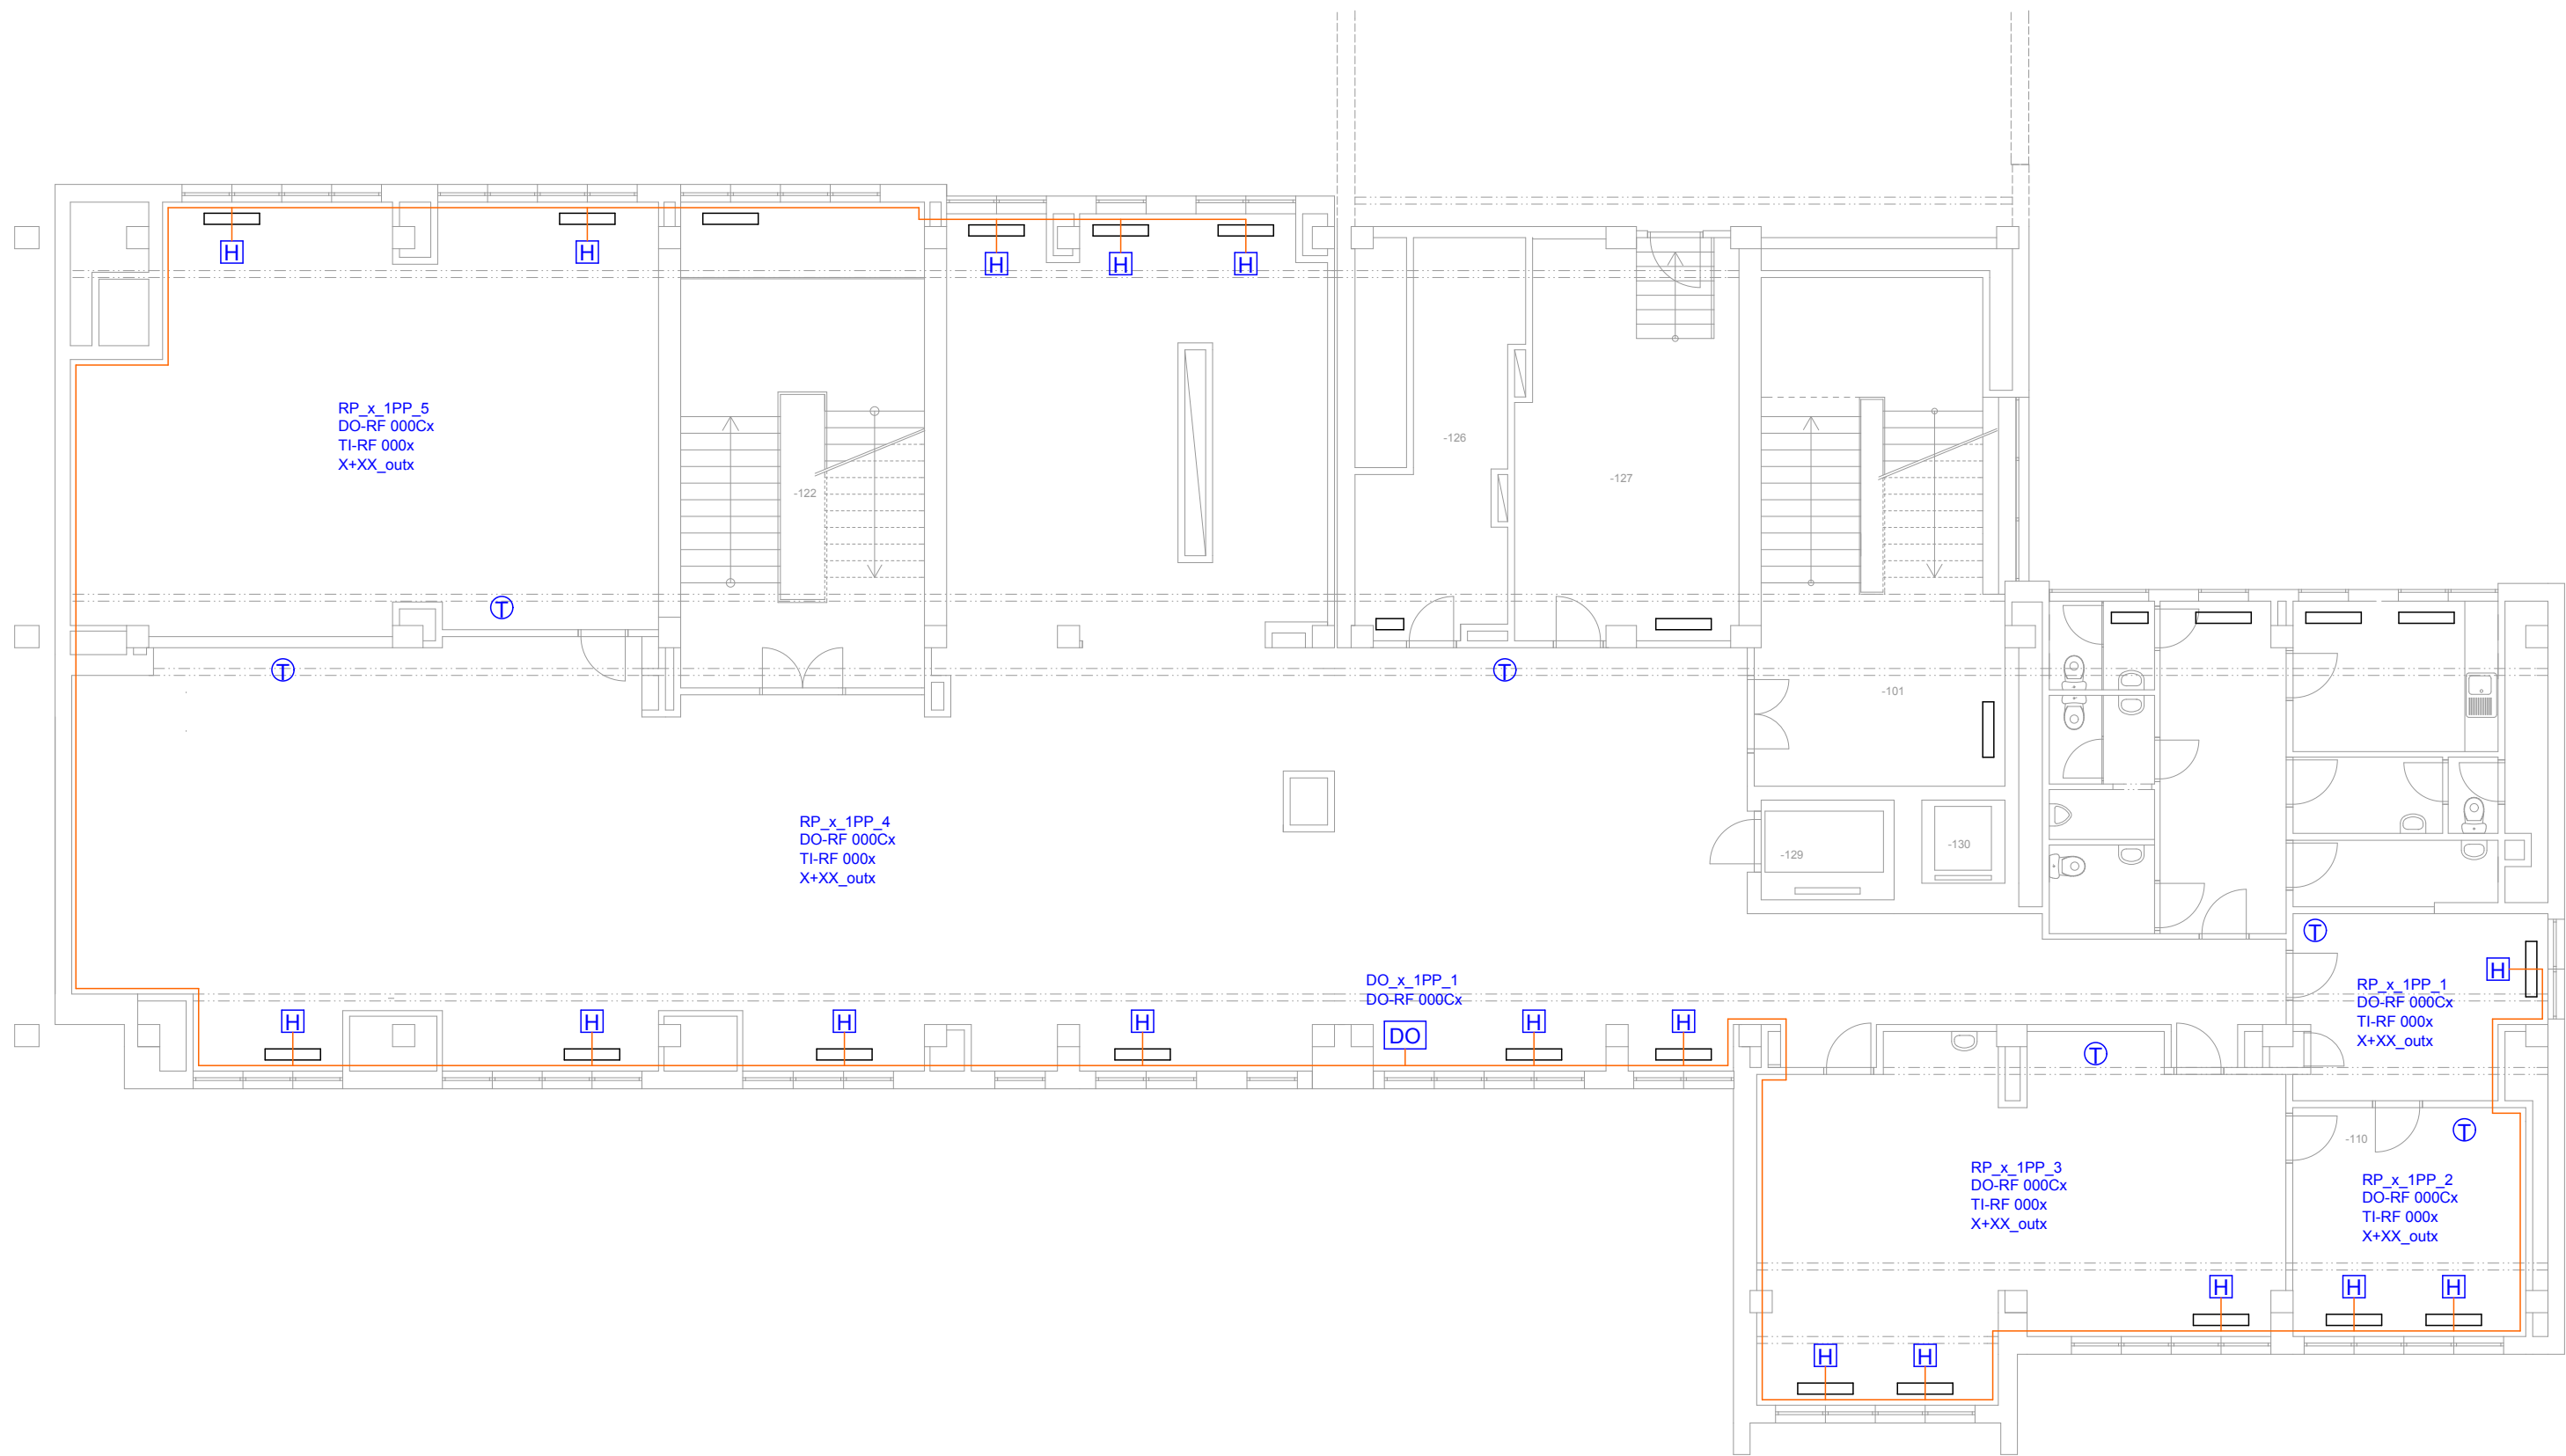 H
H
H
H
H
RP_x_1PP_5
DO-RF 000Cx
TI-RF 000x
X+XX_outx
-126
-127
-122
T
T
T
-101
RP_x_1PP_4
DO-RF 000Cx
TI-RF 000x
X+XX_outx
-129
-130
T
H
DO_x_1PP_1
DO-RF 000Cx
RP_x_1PP_1
DO-RF 000Cx
TI-RF 000x
X+XX_outx
H
H
H
H
DO
H
H
T
T
-110
RP_x_1PP_3
DO-RF 000Cx
TI-RF 000x
X+XX_outx
RP_x_1PP_2
DO-RF 000Cx
TI-RF 000x
X+XX_outx
H
H
H
H
H